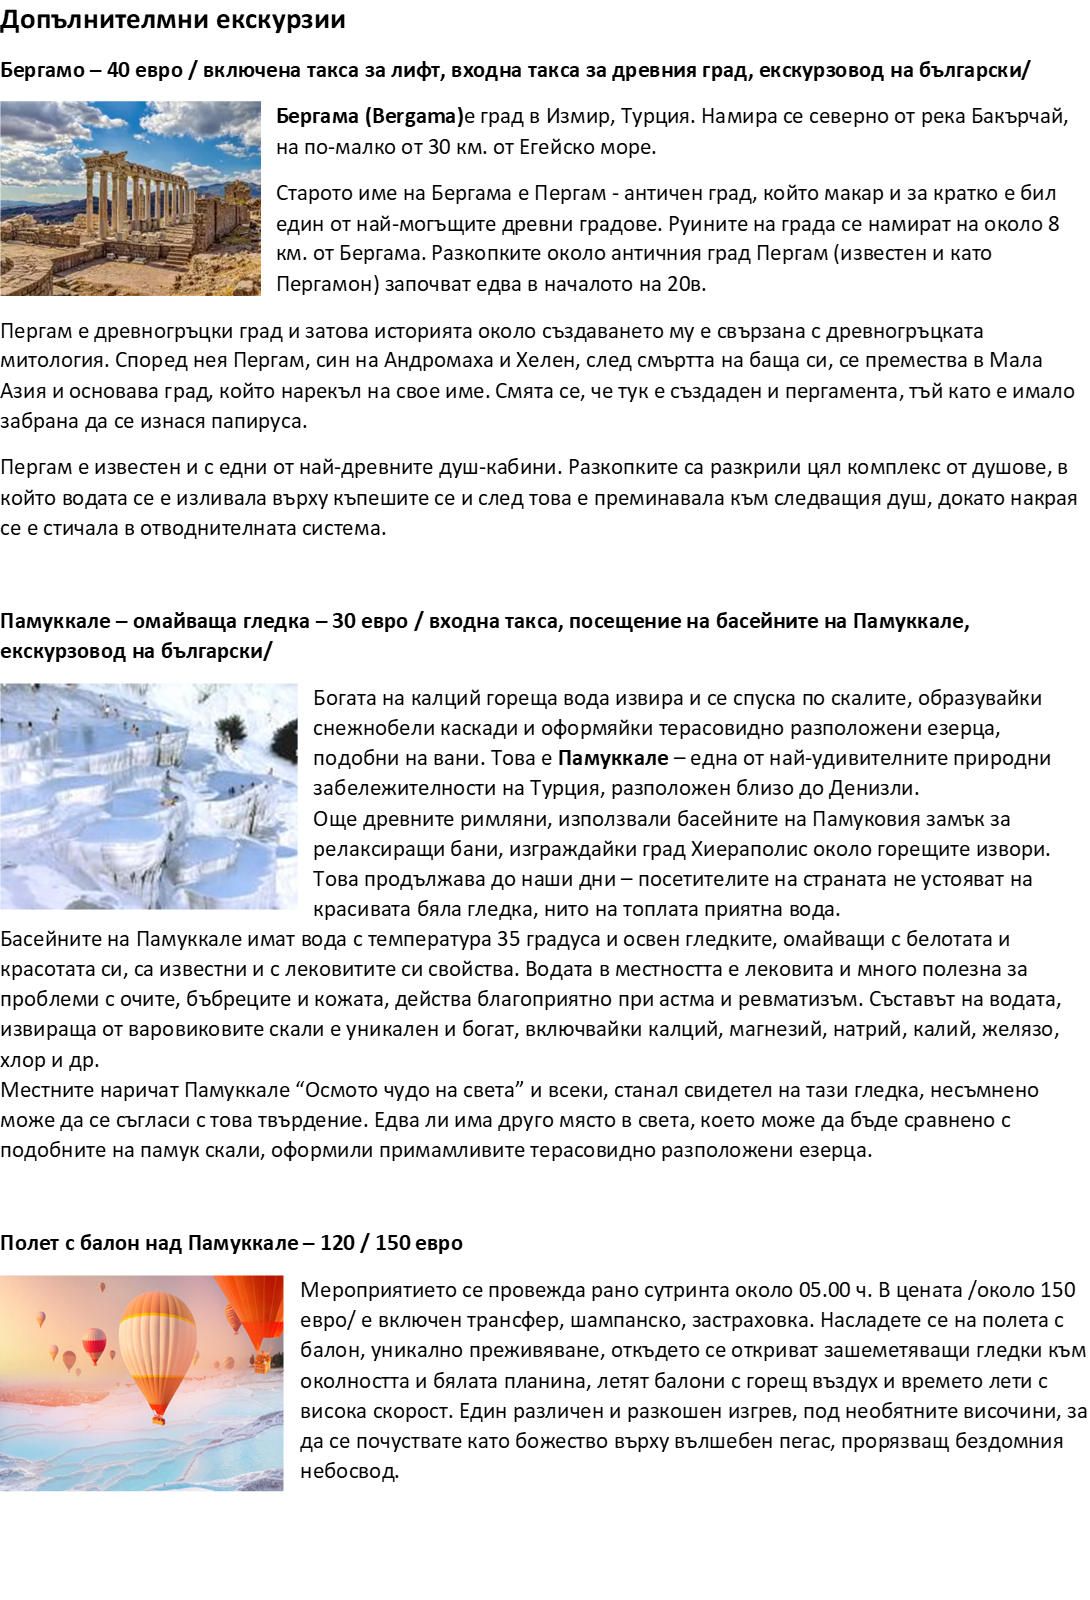 Допълнителмни екскурзии
Бергамо – 40 евро / включена такса за лифт, входна такса за древния град, екскурзовод на български/
Бергама (Bergama)е град в Измир, Турция. Намира се северно от река Бакърчай,
на по-малко от 30 км. от Егейско море.
Старото име на Бергама е Пергам - античен град, който макар и за кратко е бил
един от най-могъщите древни градове. Руините на града се намират на около 8
км. от Бергама. Разкопките около античния град Пергам (известен и като
Пергамон) започват едва в началото на 20в.
Пергам е древногръцки град и затова историята около създаването му е свързана с древногръцката
митология. Според нея Пергам, син на Андромаха и Хелен, след смъртта на баща си, се премества в Мала
Азия и основава град, който нарекъл на свое име. Смята се, че тук е създаден и пергамента, тъй като е имало
забрана да се изнася папируса.
Пергам е известен и с едни от най-древните душ-кабини. Разкопките са разкрили цял комплекс от душове, в
който водата се е изливала върху къпешите се и след това е преминавала към следващия душ, докато накрая
се е стичала в отводнителната система.
Памуккале – омайваща гледка – 30 евро / входна такса, посещение на басейните на Памуккале,
екскурзовод на български/
Богата на калций гореща вода извира и се спуска по скалите, образувайки
снежнобели каскади и оформяйки терасовидно разположени езерца,
подобни на вани. Това е Памуккале – една от най-удивителните природни
забележителности на Турция, разположен близо до Денизли.
Още древните римляни, използвали басейните на Памуковия замък за
релаксиращи бани, изграждайки град Хиераполис около горещите извори.
Това продължава до наши дни – посетителите на страната не устояват на
красивата бяла гледка, нито на топлата приятна вода.
Басейните на Памуккале имат вода с температура 35 градуса и освен гледките, омайващи с белотата и
красотата си, са известни и с лековитите си свойства. Водата в местността е лековита и много полезна за
проблеми с очите, бъбреците и кожата, действа благоприятно при астма и ревматизъм. Съставът на водата,
извираща от варовиковите скали е уникален и богат, включвайки калций, магнезий, натрий, калий, желязо,
хлор и др.
Местните наричат Памуккале “Осмото чудо на света” и всеки, станал свидетел на тази гледка, несъмнено
може да се съгласи с това твърдение. Едва ли има друго място в света, което може да бъде сравнено с
подобните на памук скали, оформили примамливите терасовидно разположени езерца.
Полет с балон над Памуккале – 120 / 150 евро
Мероприятието се провежда рано сутринта около 05.00 ч. В цената /около 150
евро/ е включен трансфер, шампанско, застраховка. Насладете се на полета с
балон, уникално преживяване, откъдето се откриват зашеметяващи гледки към
околността и бялата планина, летят балони с горещ въздух и времето лети с
висока скорост. Един различен и разкошен изгрев, под необятните височини, за
да се почуствате като божество върху вълшебен пегас, прорязващ бездомния
небосвод.